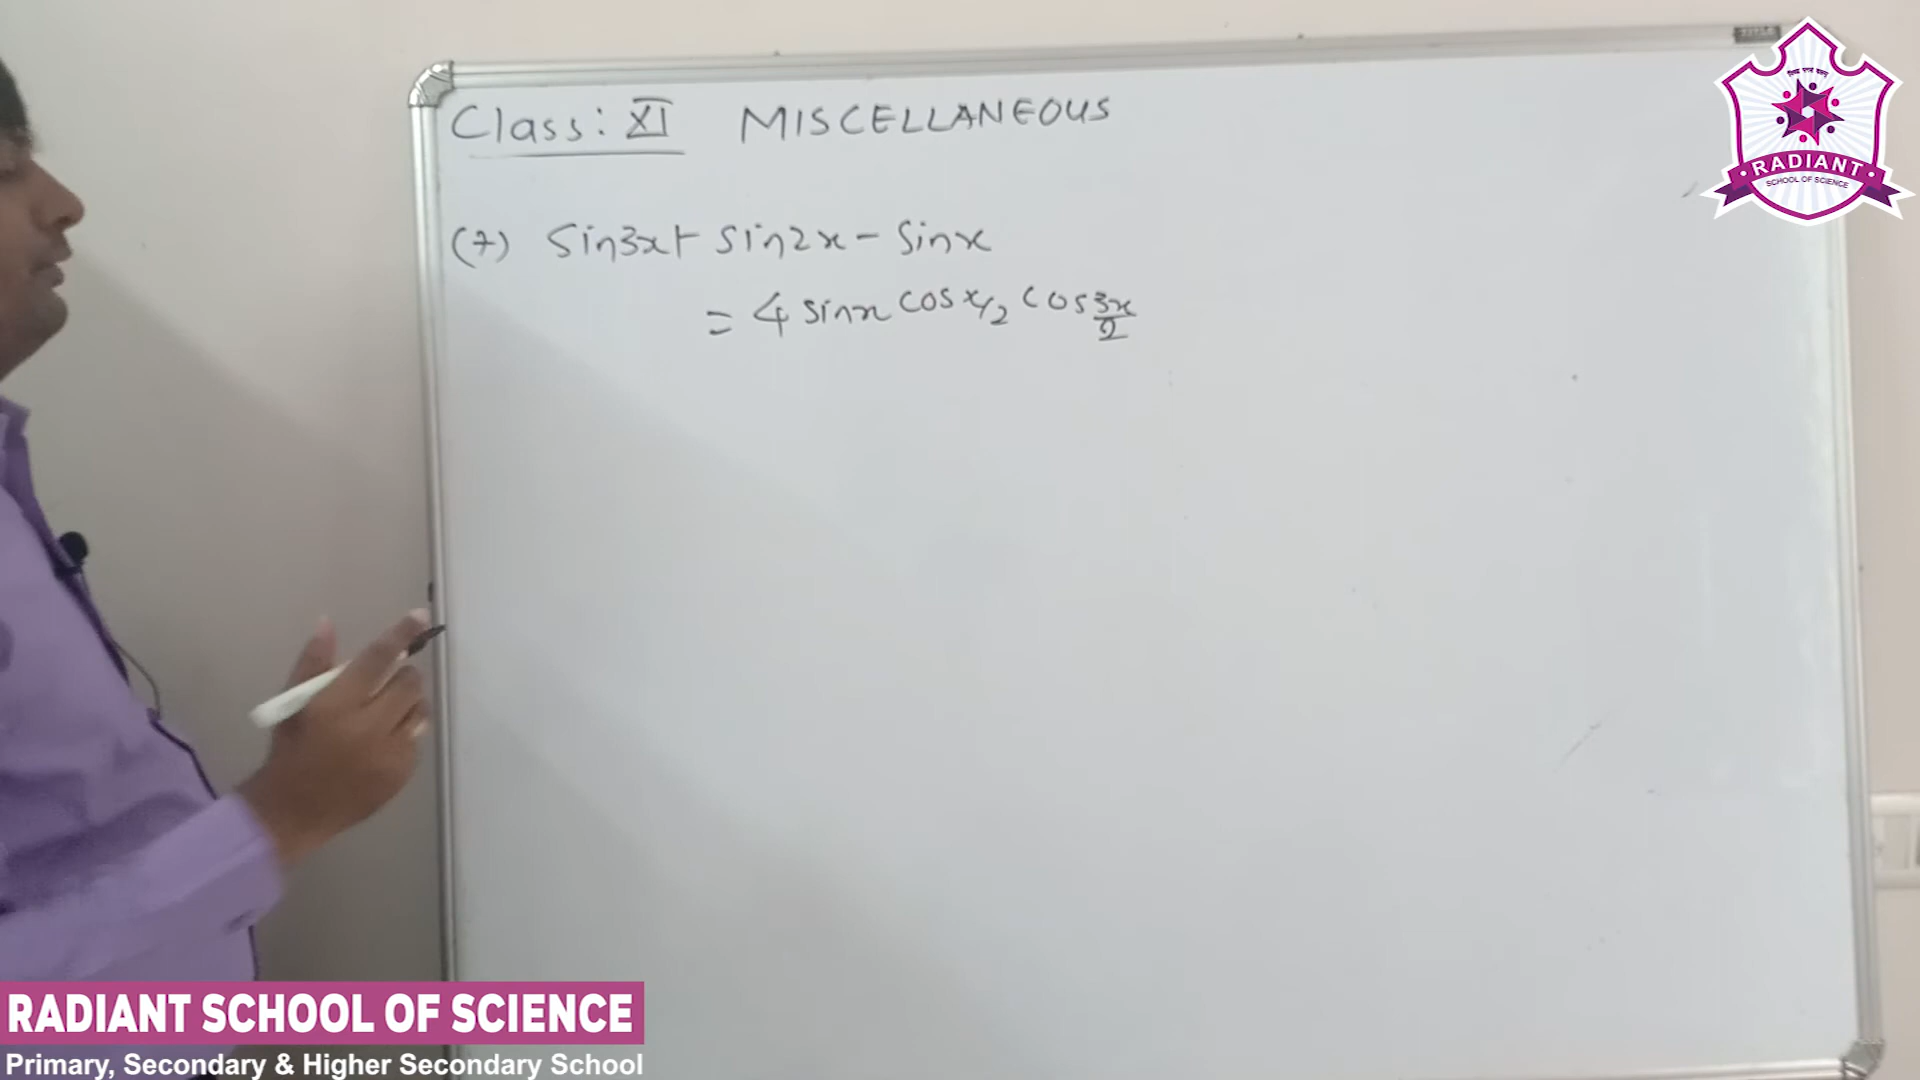 Class: XI MISCELLANEOUS
(7) Sin3x + Sin2x - Sinx
= 4 sinx cos x/2 cos 3x/2
RADIANT
SCHOOL OF SCIENCE
RADIANT SCHOOL OF SCIENCE
Primary, Secondary & Higher Secondary School